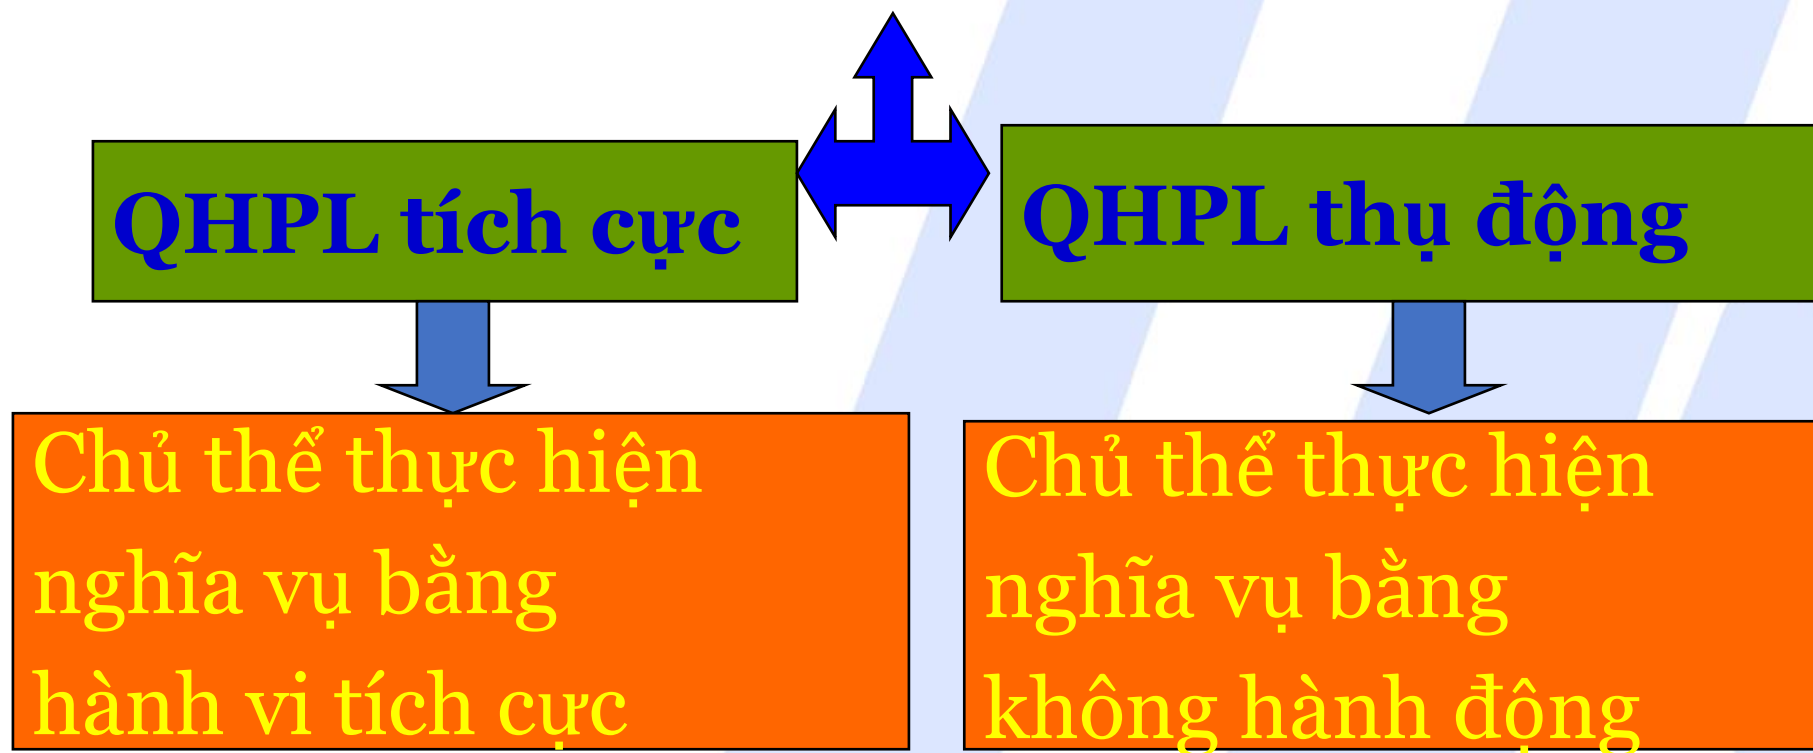 QHPL tích cực
QHPL thụ động
Chủ thể thực hiện
nghĩa vụ bằng
hành vi tích cực
Chủ thể thực hiện
nghĩa vụ bằng
không hành động